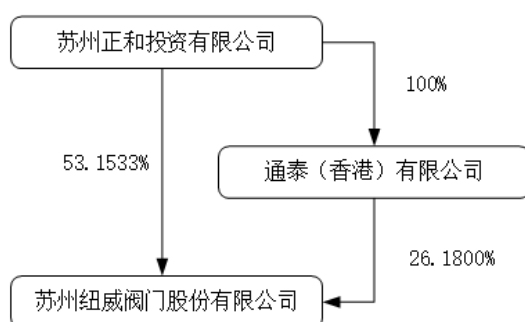 苏州正和投资有限公司
100%
53.1533%
通泰（香港）有限公司
26.1800%
苏州纽威阀门股份有限公司